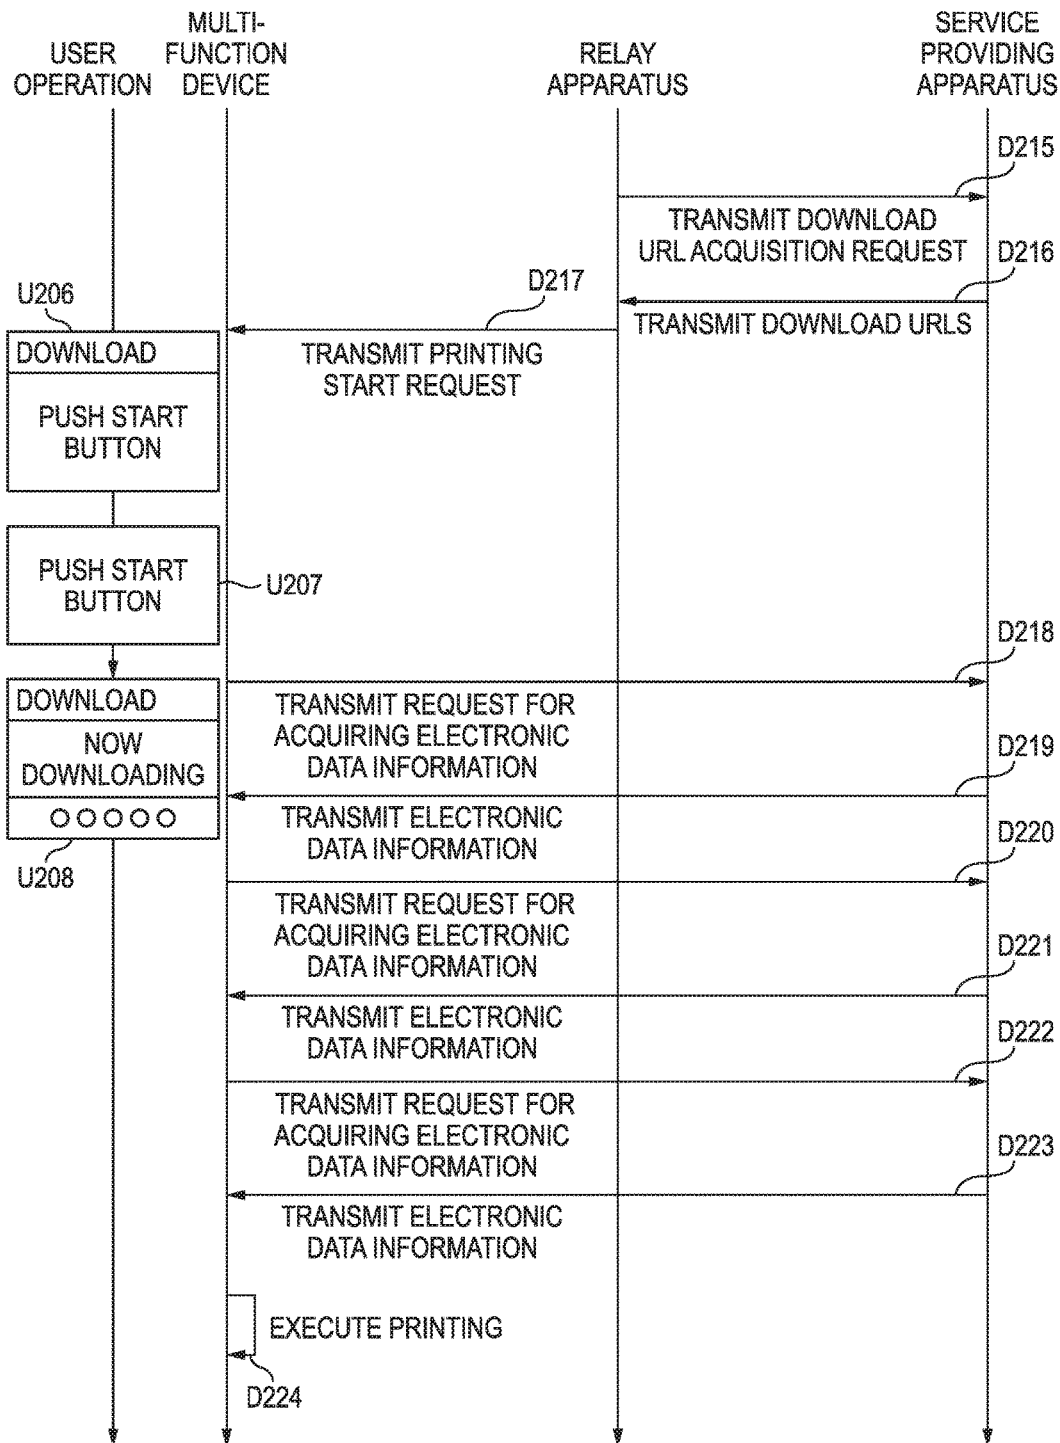 USER
OPERATION
MULTI-
FUNCTION
DEVICE
RELAY
APPARATUS
SERVICE
PROVIDING
APPARATUS
D215
TRANSMIT DOWNLOAD
URL ACQUISITION REQUEST
D216
TRANSMIT DOWNLOAD URLS
D217
TRANSMIT PRINTING
START REQUEST
U206
DOWNLOAD
PUSH START
BUTTON
PUSH START
BUTTON
U207
D218
TRANSMIT REQUEST FOR
ACQUIRING ELECTRONIC
DATA INFORMATION
DOWNLOAD
NOW
DOWNLOADING
U208
D219
TRANSMIT ELECTRONIC
DATA INFORMATION
D220
TRANSMIT REQUEST FOR
ACQUIRING ELECTRONIC
DATA INFORMATION
D221
TRANSMIT ELECTRONIC
DATA INFORMATION
D222
TRANSMIT REQUEST FOR
ACQUIRING ELECTRONIC
DATA INFORMATION
D223
TRANSMIT ELECTRONIC
DATA INFORMATION
EXECUTE PRINTING
D224